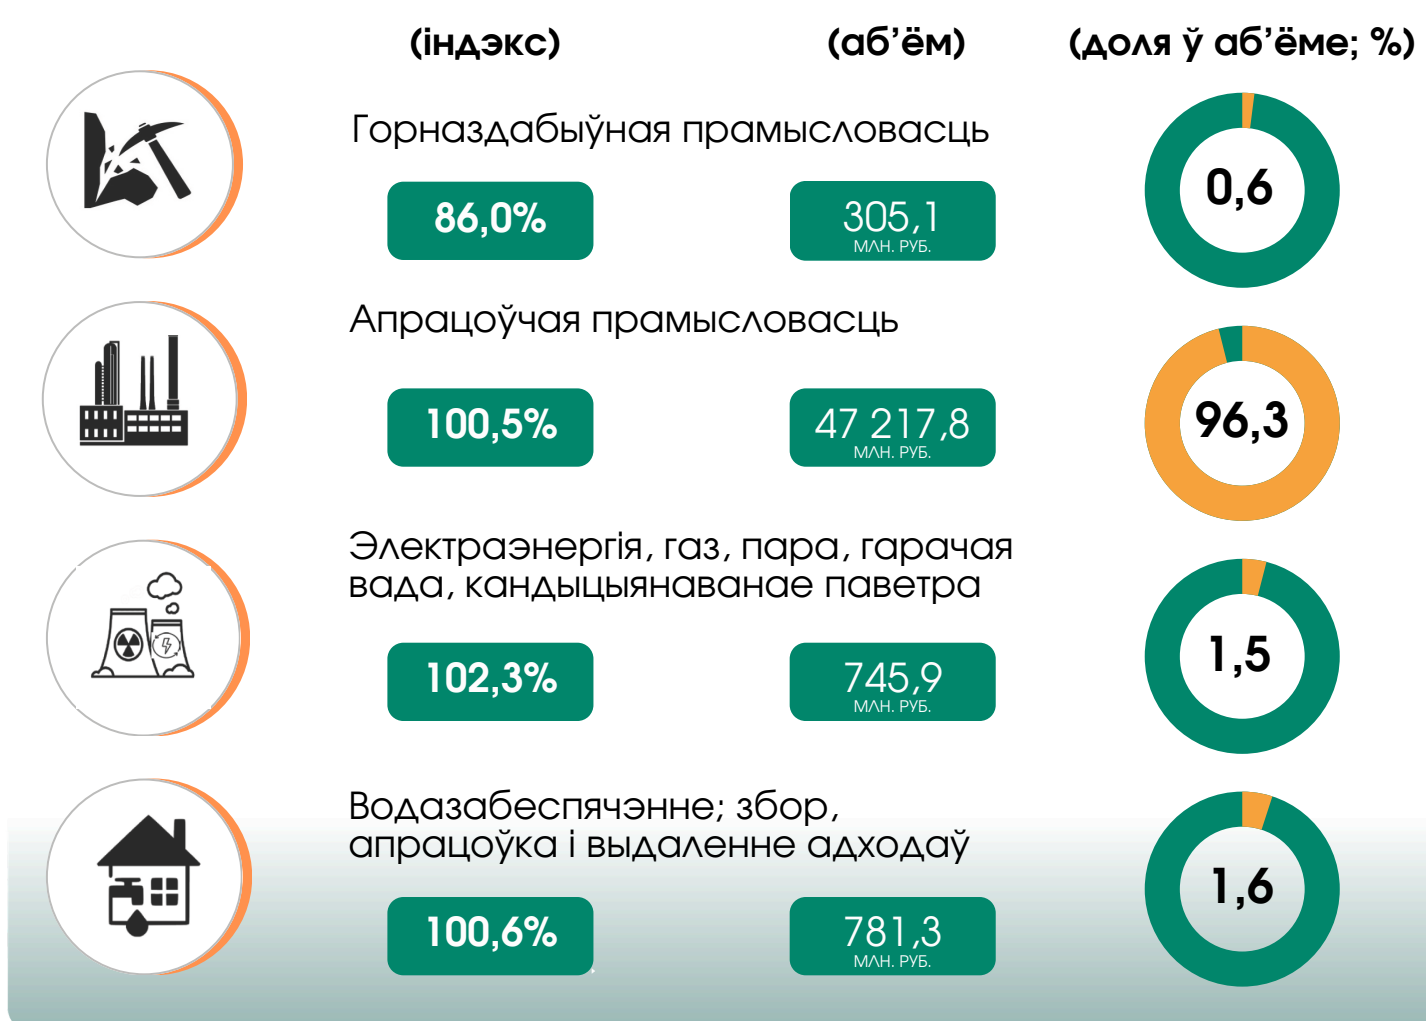 (індэкс)
(аб’ём)
(доля ў аб’ёме; %)
Горназдабыўная прамысловасць
86,0%
305,1
МЛН. РУБ.
0,6
Апрацоўчая прамысловасць
100,5%
47 217,8
МЛН. РУБ.
96,3
Электраэнергія, газ, пара, гарачая
вада, кандыцыянаванае паветра
102,3%
745,9
МЛН. РУБ.
1,5
Водазабеспячэнне; збор,
апрацоўка і выдаленне адходаў
100,6%
781,3
МЛН. РУБ.
1,6